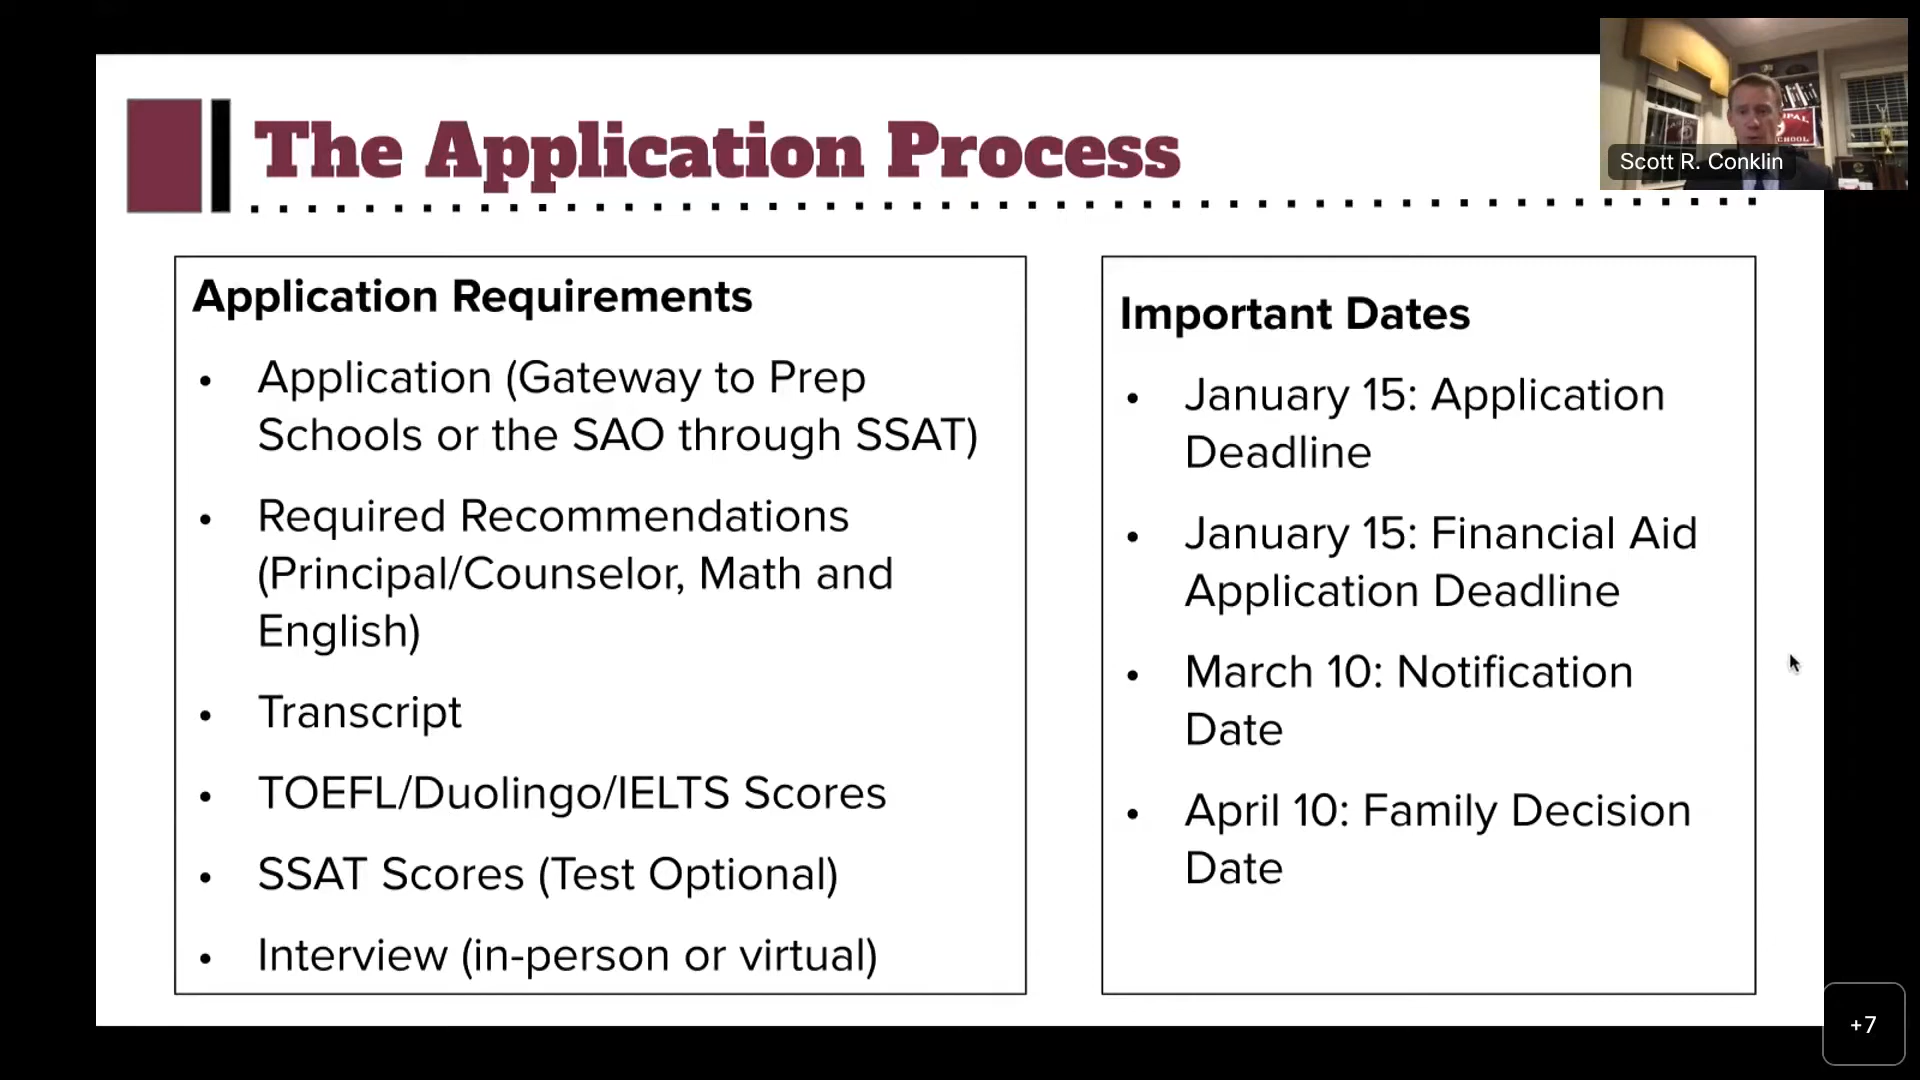 The Application Process
Scott R. Conklin
Application Requirements
• Application (Gateway to Prep
Schools or the SAO through SSAT)
• Required Recommendations
(Principal/Counselor, Math and
English)
• Transcript
• TOEFL/Duolingo/IELTS Scores
• SSAT Scores (Test Optional)
• Interview (in-person or virtual)
Important Dates
• January 15: Application
Deadline
• January 15: Financial Aid
Application Deadline
• March 10: Notification
Date
• April 10: Family Decision
Date
+7